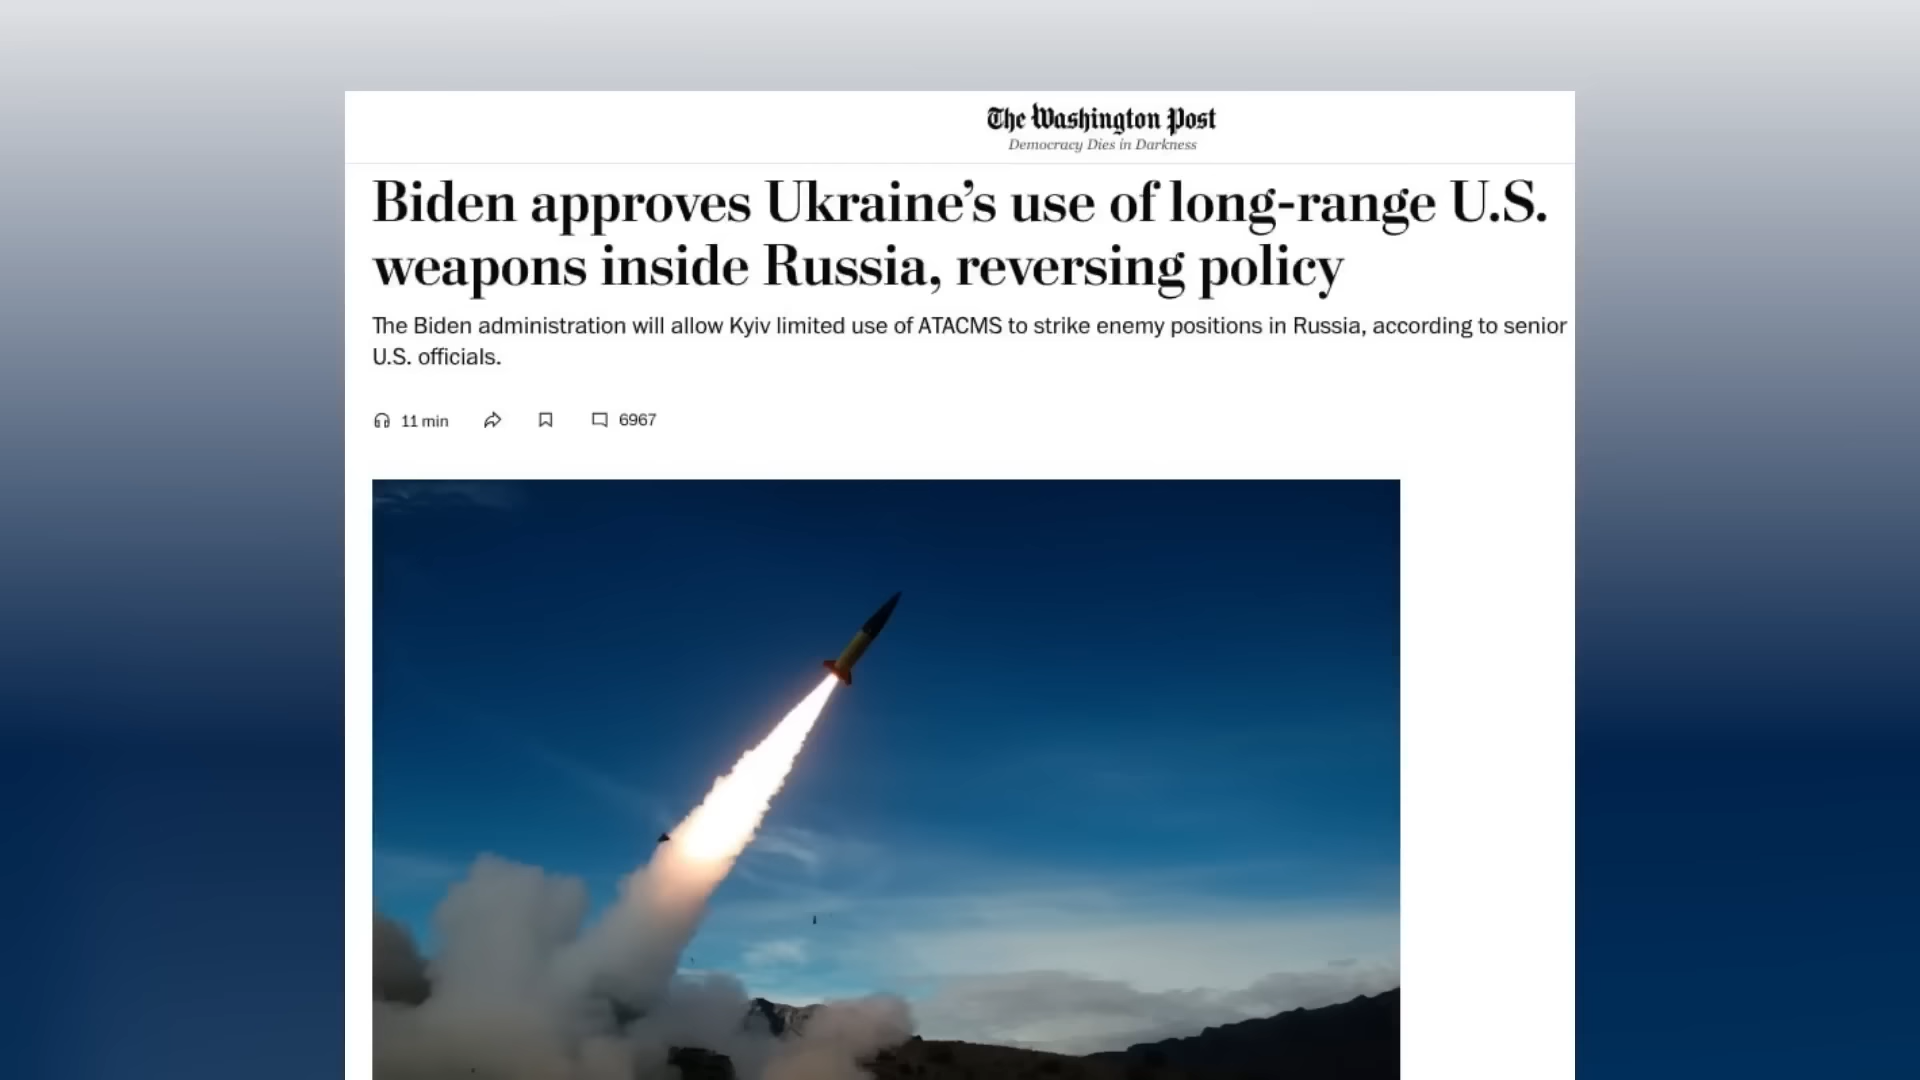 The Washington Post
Democracy Dies in Darkness
Biden approves Ukraine’s use of long-range U.S.
weapons inside Russia, reversing policy
The Biden administration will allow Kyiv limited use of ATACMS to strike enemy positions in Russia, according to senior
U.S. officials.
11 min 6967